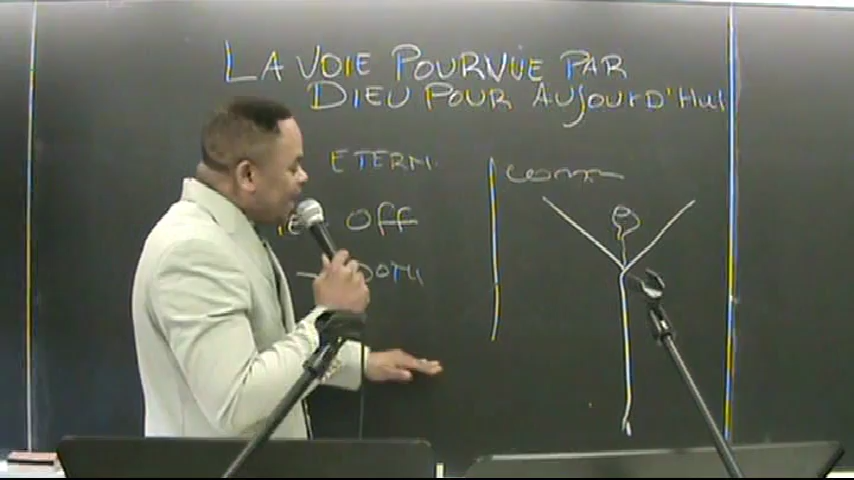 LA VOIE POURVUE PAR
DIEU POUR AUJOURD'HUI
ETERN.
OFF